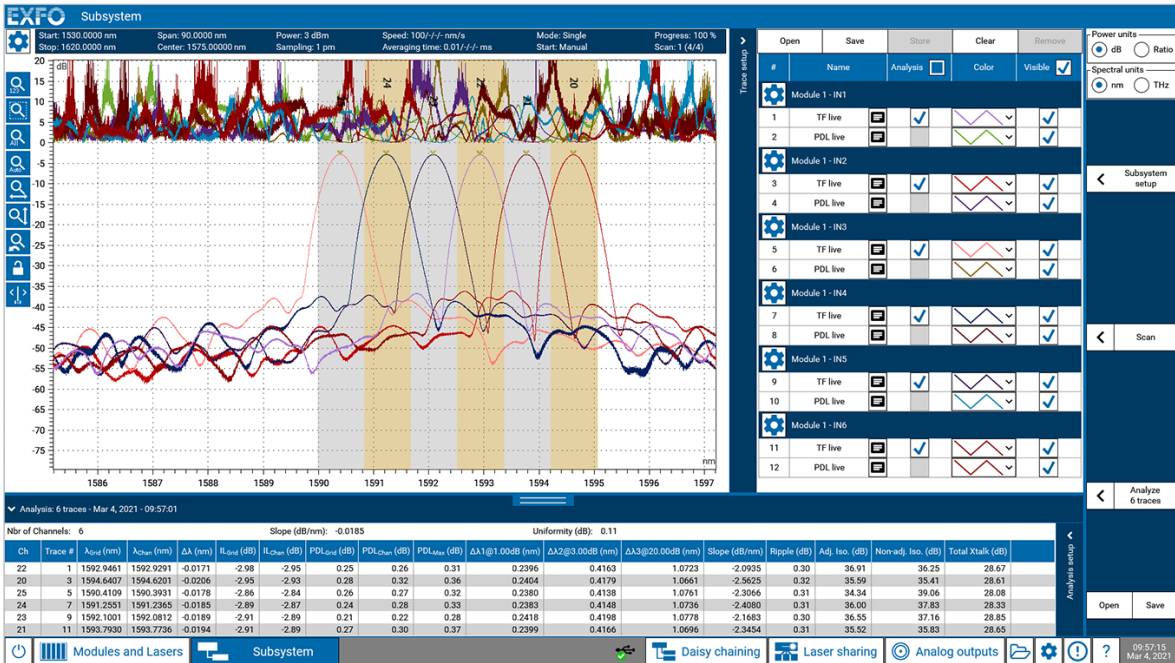 EXFO Subsystem
Start: 1530.0000 nm Span: 90.0000 nm Power: 3 dBm Speed: 100/-/-/- nm/s Mode: Single Progress: 100 %
Stop: 1620.0000 nm Center: 1575.00000 nm Sampling: 1 pm Averaging time: 0.01/-/-/- ms Start: Manual Scan: 1 (4/4)
Trace setup
Open Save Store Clear Remove
# Name Analysis Color Visible
Module 1 - IN1
1 TF live
2 PDL live
Module 1 - IN2
3 TF live
4 PDL live
Module 1 - IN3
5 TF live
6 PDL live
Module 1 - IN4
7 TF live
8 PDL live
Module 1 - IN5
9 TF live
10 PDL live
Module 1 - IN6
11 TF live
12 PDL live
Power units
dB Ratio
Spectral units
nm THz
Subsystem setup
Scan
Analyze 6 traces
Open Save
20
15
10
5
0
-5
-10
-15
-20
-25
-30
-35
-40
-45
-50
-55
-60
-65
-70
-75
dB
24
20
nm
1586 1587 1588 1589 1590 1591 1592 1593 1594 1595 1596 1597
Analysis: 6 traces - Mar 4, 2021 - 09:57:01
Nbr of Channels: 6 Slope (dB/nm): -0.0185 Uniformity (dB): 0.11
Analysis setup
Ch Trace # λGrid (nm) λChan (nm) Δλ (nm) ILGrid (dB) ILChan (dB) PDLGrid (dB) PDLChan (dB) PDLMax (dB) Δλ1@1.00dB (nm) Δλ2@3.00dB (nm) Δλ3@20.00dB (nm) Slope (dB/nm) Ripple (dB) Adj. Iso. (dB) Non-adj. Iso. (dB) Total Xtalk (dB)
22 1 1592.9461 1592.9291 -0.0171 -2.98 -2.95 0.25 0.26 0.31 0.2396 0.4163 1.0723 -2.0935 0.30 36.91 36.25 28.67
20 3 1594.6407 1594.6201 -0.0206 -2.95 -2.93 0.28 0.32 0.36 0.2404 0.4179 1.0661 -2.5625 0.32 35.59 35.41 28.61
25 5 1590.4109 1590.3931 -0.0178 -2.86 -2.84 0.26 0.27 0.32 0.2380 0.4138 1.0761 -2.3066 0.31 34.34 39.06 28.08
24 7 1591.2551 1591.2365 -0.0185 -2.89 -2.87 0.24 0.28 0.33 0.2383 0.4148 1.0736 -2.4080 0.31 36.00 37.83 28.33
23 9 1592.1001 1592.0812 -0.0189 -2.91 -2.89 0.21 0.22 0.28 0.2418 0.4198 1.0778 -2.1683 0.30 36.55 37.16 28.85
21 11 1593.7930 1593.7736 -0.0194 -2.91 -2.89 0.27 0.30 0.37 0.2399 0.4166 1.0696 -2.3454 0.31 35.52 35.83 28.65
Modules and Lasers Subsystem Daisy chaining Laser sharing Analog outputs ? 09:57:15
Mar 4, 2021